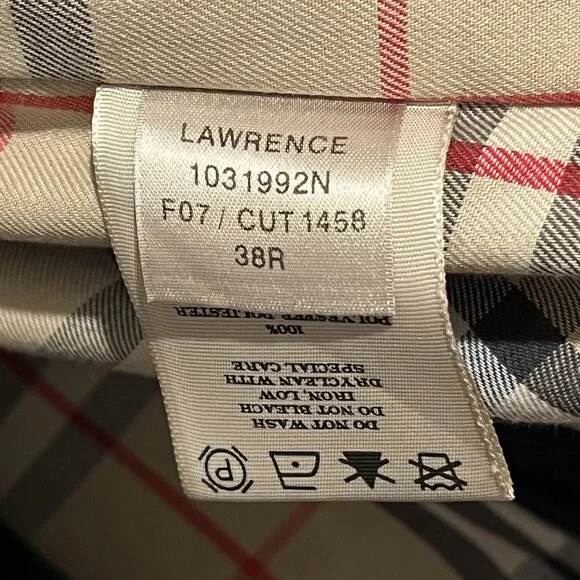 LAWRENCE
1031992N
F07 / CUT 1458
38R
DO NOT WASH
DO NOT BLEACH
IRON, LOW
DRYCLEAN WITH
SPECIAL CARE
100%
POLYESTER POLIESTER
P